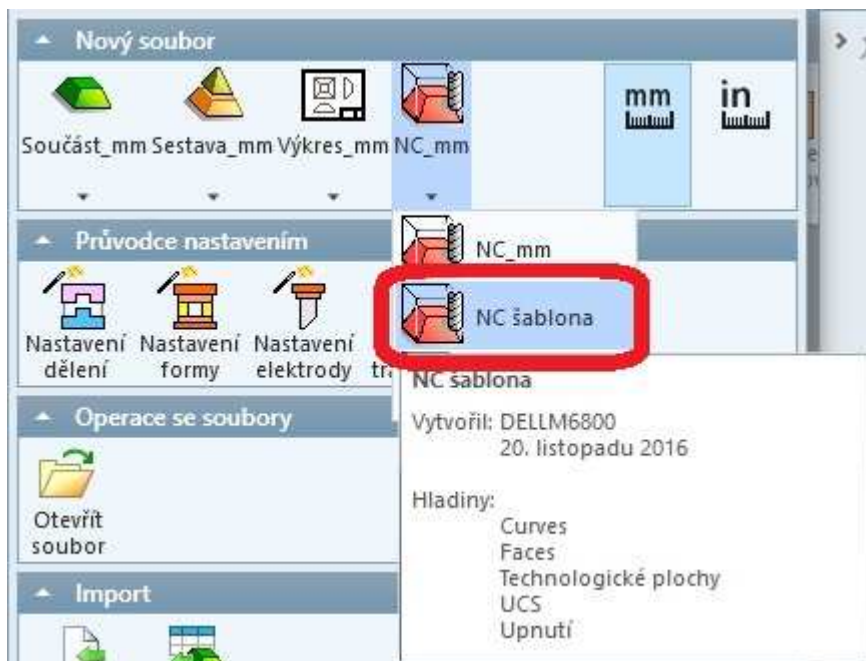 Nový soubor
Součást_mm Sestava_mm Výkres_mm NC_mm
mm
in
Průvodce nastavením
NC_mm
NC šablona
Nastavení dělení
Nastavení formy
Nastavení elektrody
NC šablona
Vytvořil: DELLM6800
20. listopadu 2016
Operace se soubory
Otevřít
soubor
Hladiny:
Curves
Faces
Technologické plochy
UCS
Upnutí
Import